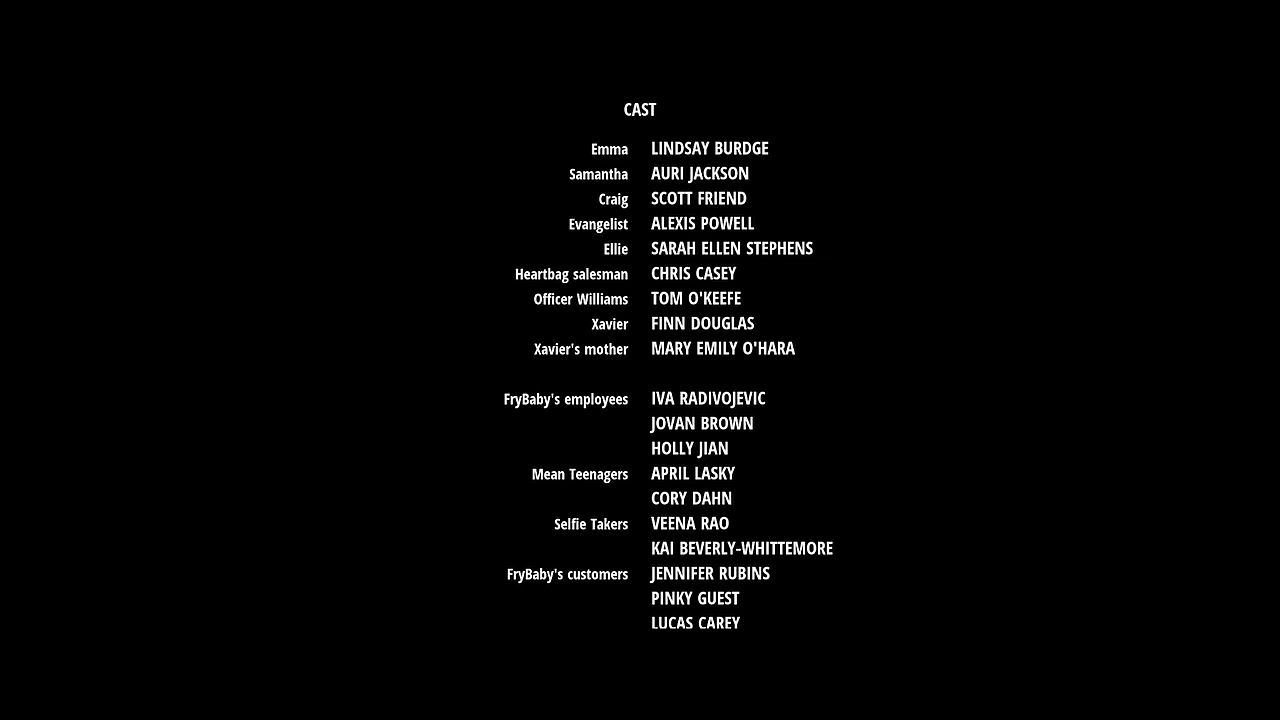 CAST
Emma LINDSAY BURDGE
Samantha AURI JACKSON
Craig SCOTT FRIEND
Evangelist ALEXIS POWELL
Ellie SARAH ELLEN STEPHENS
Heartbag salesman CHRIS CASEY
Officer Williams TOM O'KEEFE
Xavier FINN DOUGLAS
Xavier's mother MARY EMILY O'HARA
FryBaby's employees IVA RADIVOJEVIC
JOVAN BROWN
HOLLY JIAN
Mean Teenagers APRIL LASKY
CORY DAHN
Selfie Takers VEENA RAO
KAI BEVERLY-WHITTEMORE
FryBaby's customers JENNIFER RUBINS
PINKY GUEST
LUCAS CAREY